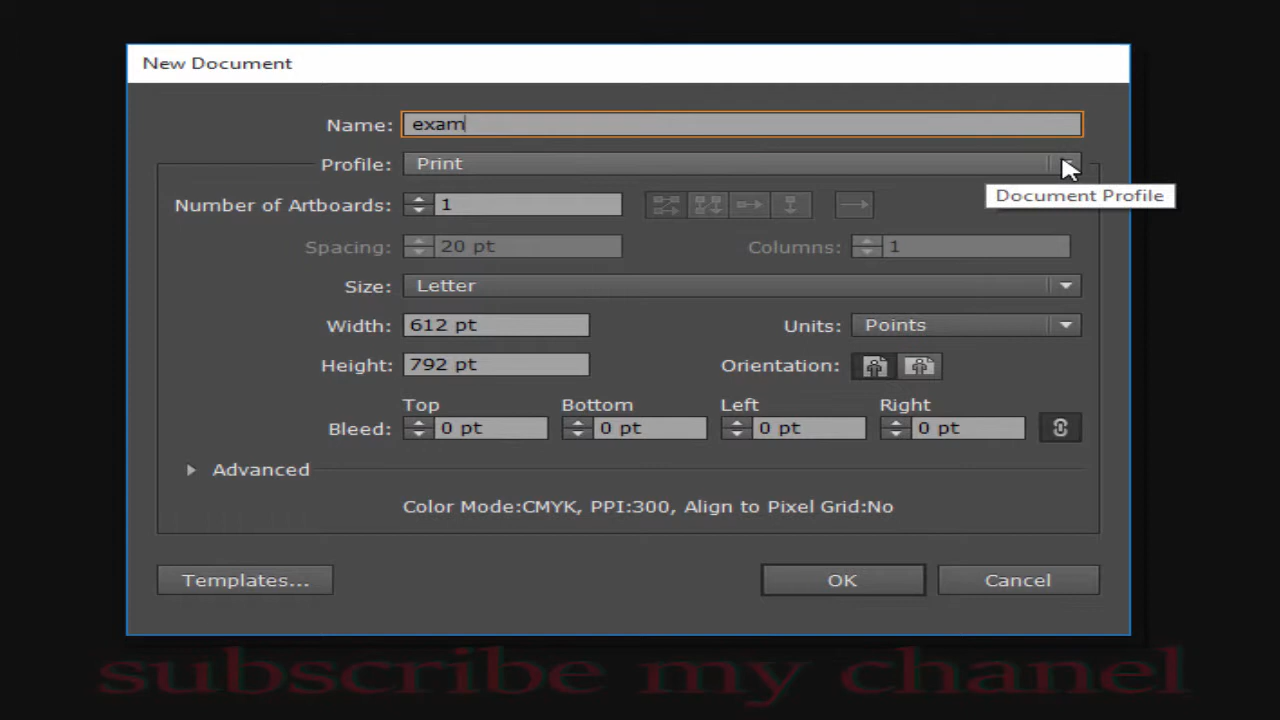 New Document
Name: exam
Profile: Print
Document Profile
Number of Artboards: 1
Spacing: 20 pt Columns: 1
Size: Letter
Width: 612 pt Units: Points
Height: 792 pt Orientation:
Top Bottom Left Right
Bleed: 0 pt 0 pt 0 pt 0 pt
Advanced
Color Mode:CMYK, PPI:300, Align to Pixel Grid:No
Templates... OK Cancel
subscribe my chanel